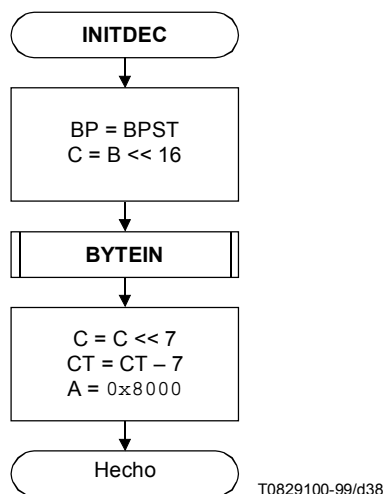 INITDEC
BP = BPST
C = B << 16
BYTEIN
C = C << 7
CT = CT – 7
A = 0x8000
Hecho
T0829100-99/d38